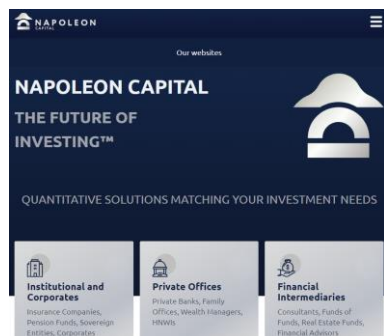 NAPOLEON
CAPITAL
Our websites
NAPOLEON CAPITAL
THE FUTURE OF
INVESTING™
QUANTITATIVE SOLUTIONS MATCHING YOUR INVESTMENT NEEDS
Institutional and
Corporates
Insurance Companies,
Pension Funds, Sovereign
Entities, Corporates
Private Offices
Private Banks, Family
Offices, Wealth Managers,
HNWIs
Financial
Intermediaries
Consultants, Funds of
Funds, Real Estate Funds,
Financial Advisors